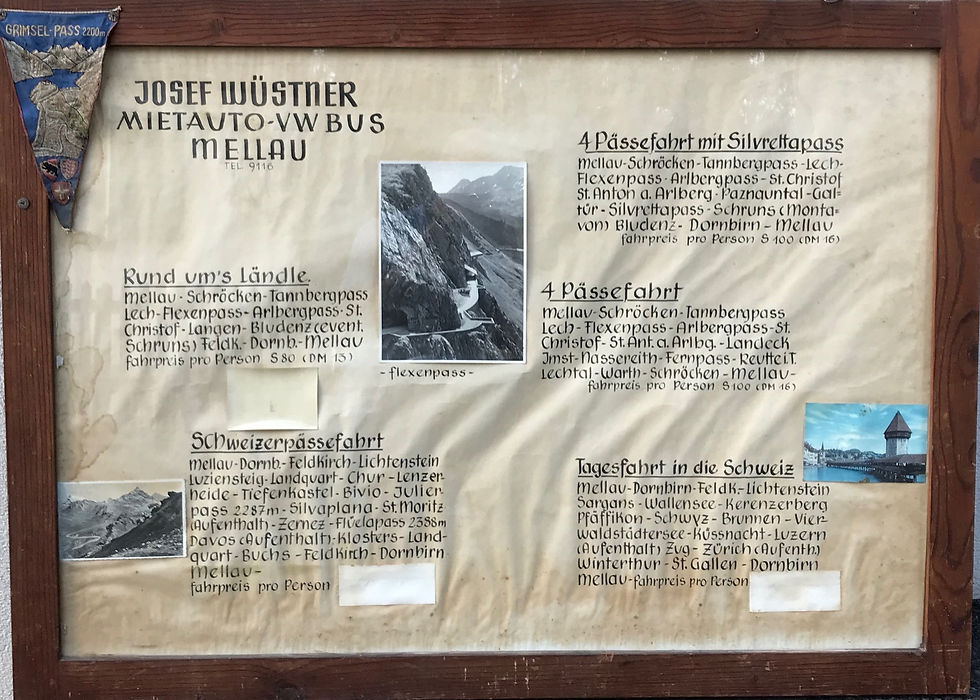 GRIMSEL-PASS 2200m
JOSEF WÜSTNER
MIETAUTO-VW BUS
MELLAU
TEL. 9116
4 Pässefahrt mit Silvrettapass
Mellau-Schröcken-Tannbergpass-Lech-
Flexenpass-Arlbergpass-St. Christof
St. Anton a. Arlberg-Paznauntal-Gal=
tür-Silvrettapass-Schruns (Monta=
von) Bludenz-Dornbirn-Mellau
fahrpreis pro Person S 100 (DM 16)
Rund um's Ländle.
Mellau-Schröcken-Tannbergpass
Lech-Flexenpass-Arlbergpass-St.
Christof-Langen-Bludenz (event.
Schruns) Feldk.-Dornb.-Mellau
fahrpreis pro Person S 80 (DM 13)
-flexenpass-
4 Pässefahrt
Mellau-Schröcken-Tannbergpass
Lech-Flexenpass-Arlbergpass-St.
Christof-St. Ant. a. Arlbg.-Landeck
Imst-Nassereith-Fernpass-Reutte i.T.
Lechtal-Warth-Schröcken-Mellau-
fahrpreis pro Person S 100 (DM 16)
Schweizerpässefahrt
Mellau-Dornb.-Feldkirch-Lichtenstein
Luziensteig-Landquart-Chur-Lenzer-
heide-Tiefenkastel-Bivio-Julier-
pass 2287m-Silvaplana-St. Moritz
(Aufenthalt)-Zernez-Flüelapass 2388m
Davos (Aufenthalt)-Klosters-Land-
quart-Buchs-Feldkirch-Dornbirn
Mellau-
fahrpreis pro Person
Tagesfahrt in die Schweiz
Mellau-Dornbirn-Feldk.-Lichtenstein
Sargans-Wallensee-Kerenzerberg
Pfäffikon-Schwyz-Brunnen-Vier-
waldstädtersee-Küssnacht-Luzern
(Aufenthalt) Zug-Zürich (Aufenth)
Winterthur-St. Gallen-Dornbirn
Mellau-fahrpreis pro Person